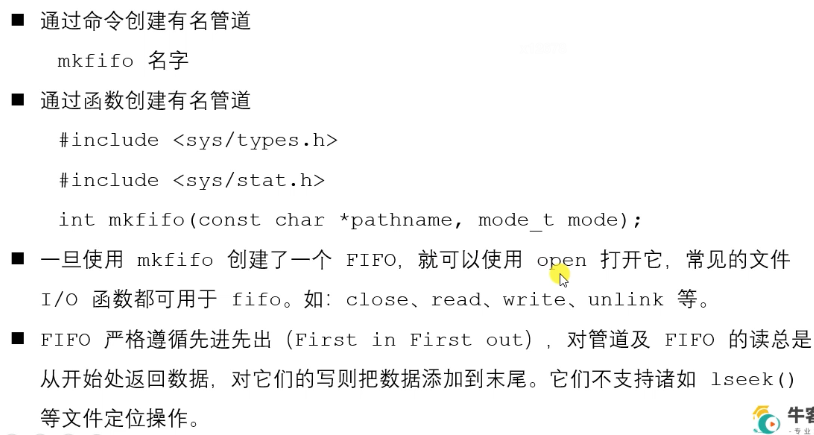 ■ 通过命令创建有名管道
mkfifo 名字
■ 通过函数创建有名管道
#include <sys/types.h>
#include <sys/stat.h>
int mkfifo(const char *pathname, mode_t mode);
■ 一旦使用 mkfifo 创建了一个 FIFO，就可以使用 open 打开它，常见的文件
I/O 函数都可用于 fifo。如：close、read、write、unlink 等。
■ FIFO 严格遵循先进先出（First in First out），对管道及 FIFO 的读总是
从开始处返回数据，对它们的写则把数据添加到末尾。它们不支持诸如 lseek()
等文件定位操作。
牛客